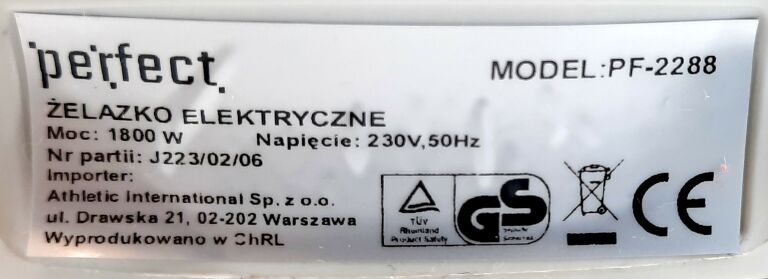 perfect
MODEL:PF-2288
ŻELAZKO ELEKTRYCZNE
Moc: 1800 W Napięcie: 230V,50Hz
Nr partii: J223/02/06
Importer:
Athletic International Sp. z o.o.
ul. Drawska 21, 02-202 Warszawa
Wyprodukowano w ChRL
TÜV
Rheinland
Product Safety
GS
CE